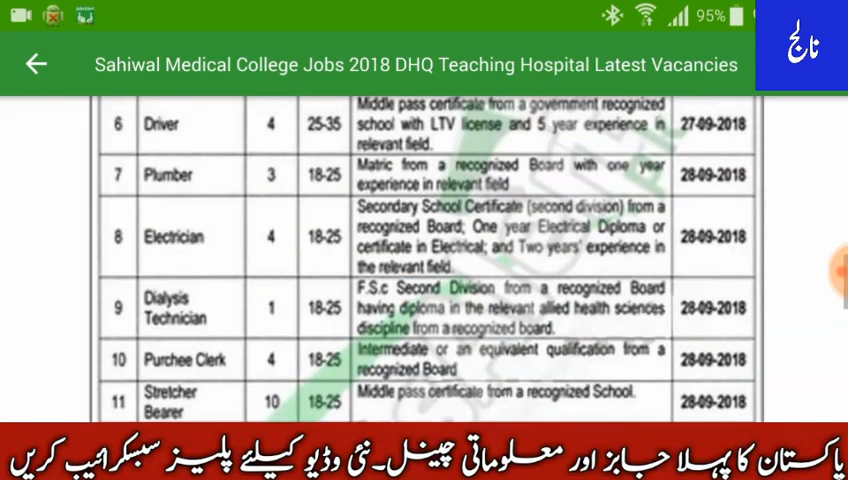 95%
نالج
Sahiwal Medical College Jobs 2018 DHQ Teaching Hospital Latest Vacancies
6 Driver 4 25-35 Middle pass certificate from a government recognized school with LTV license and 5 year experience in relevant field. 27-09-2018
7 Plumber 3 18-25 Matric from a recognized Board with one year experience in relevant field 28-09-2018
8 Electrician 4 18-25 Secondary School Certificate (second division) from a recognized Board; One year Electrical Diploma or certificate in Electrical; and Two years' experience in the relevant field. 28-09-2018
9 Dialysis Technician 1 18-25 F.S.c Second Division from a recognized Board having diploma in the relevant allied health sciences discipline from a recognized board. 28-09-2018
10 Purchee Clerk 4 18-25 Intermediate or an equivalent qualification from a recognized Board 28-09-2018
11 Stretcher Bearer 10 18-25 Middle pass certificate from a recognized School. 28-09-2018
پاکستان کا پہلا جابز اور معلوماتی چینل۔نئی وڈیو کیلئے پلیز سبسکرائیب کریں